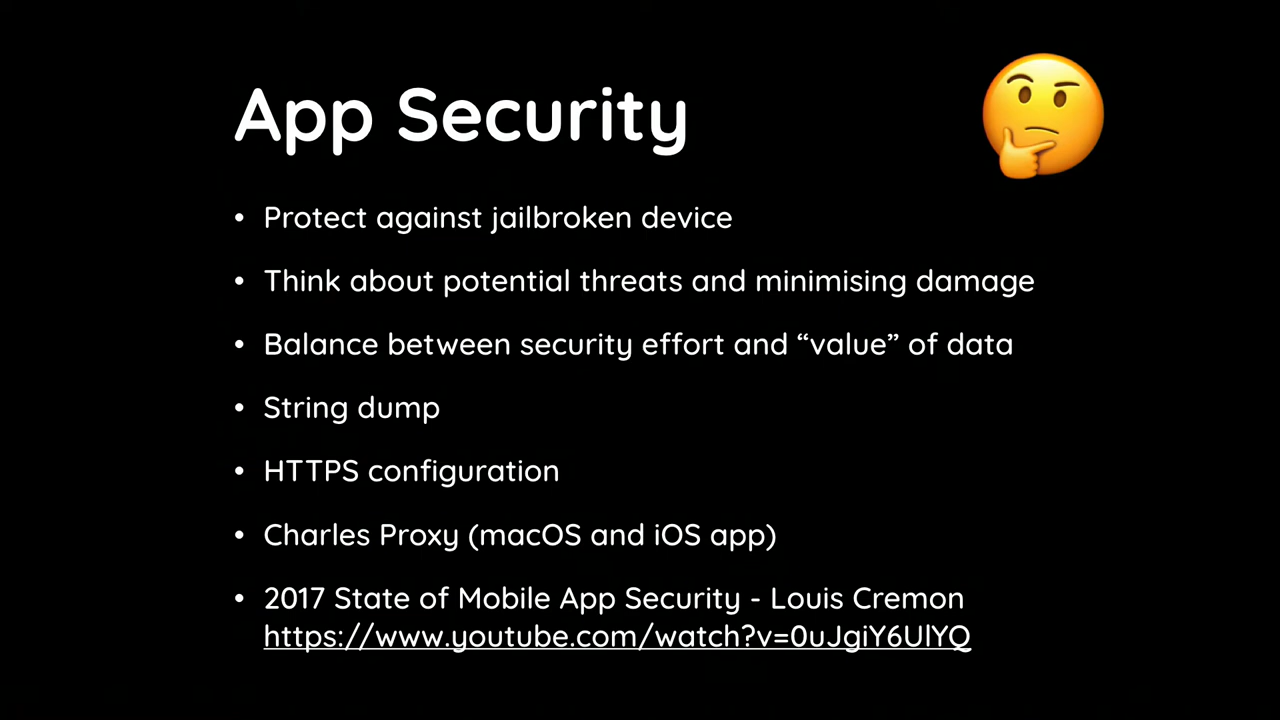 App Security
• Protect against jailbroken device
• Think about potential threats and minimising damage
• Balance between security effort and “value” of data
• String dump
• HTTPS configuration
• Charles Proxy (macOS and iOS app)
• 2017 State of Mobile App Security - Louis Cremon
https://www.youtube.com/watch?v=0uJgiY6UlYQ